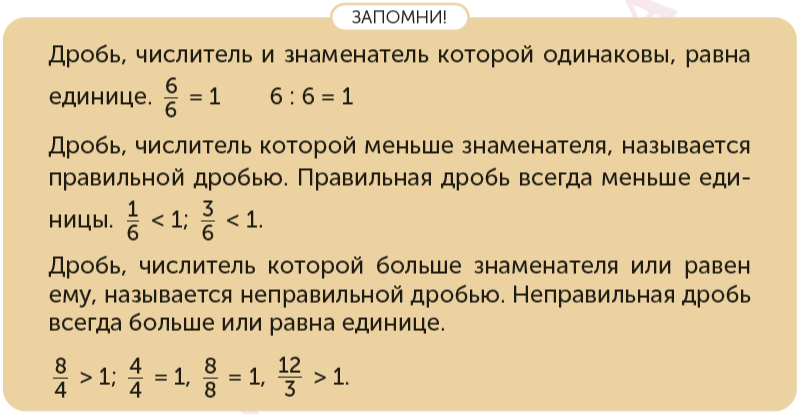 ЗАПОМНИ!
Дробь, числитель и знаменатель которой одинаковы, равна
единице. 6/6 = 1 6 : 6 = 1
Дробь, числитель которой меньше знаменателя, называется
правильной дробью. Правильная дробь всегда меньше еди-
ницы. 1/6 < 1; 3/6 < 1.
Дробь, числитель которой больше знаменателя или равен
ему, называется неправильной дробью. Неправильная дробь
всегда больше или равна единице.
8/4 > 1; 4/4 = 1, 8/8 = 1, 12/3 > 1.